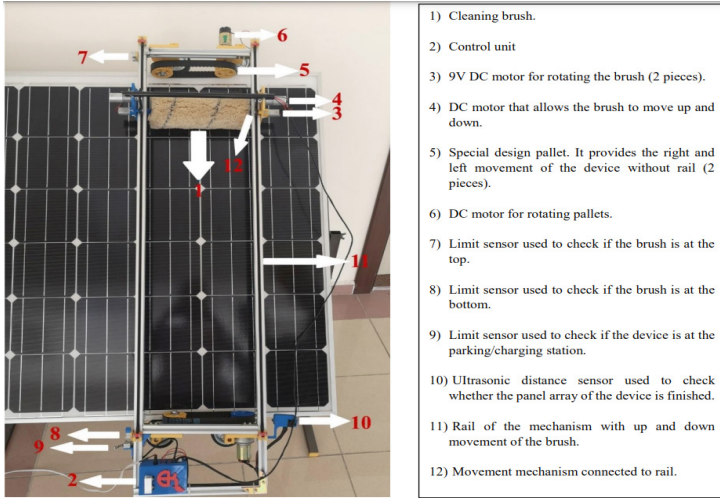 6
7
5
4
3
12
1
11
10
8
9
2
1) Cleaning brush.
2) Control unit
3) 9V DC motor for rotating the brush (2 pieces).
4) DC motor that allows the brush to move up and
down.
5) Special design pallet. It provides the right and
left movement of the device without rail (2
pieces).
6) DC motor for rotating pallets.
7) Limit sensor used to check if the brush is at the
top.
8) Limit sensor used to check if the brush is at the
bottom.
9) Limit sensor used to check if the device is at the
parking/charging station.
10) Ultrasonic distance sensor used to check
whether the panel array of the device is finished.
11) Rail of the mechanism with up and down
movement of the brush.
12) Movement mechanism connected to rail.